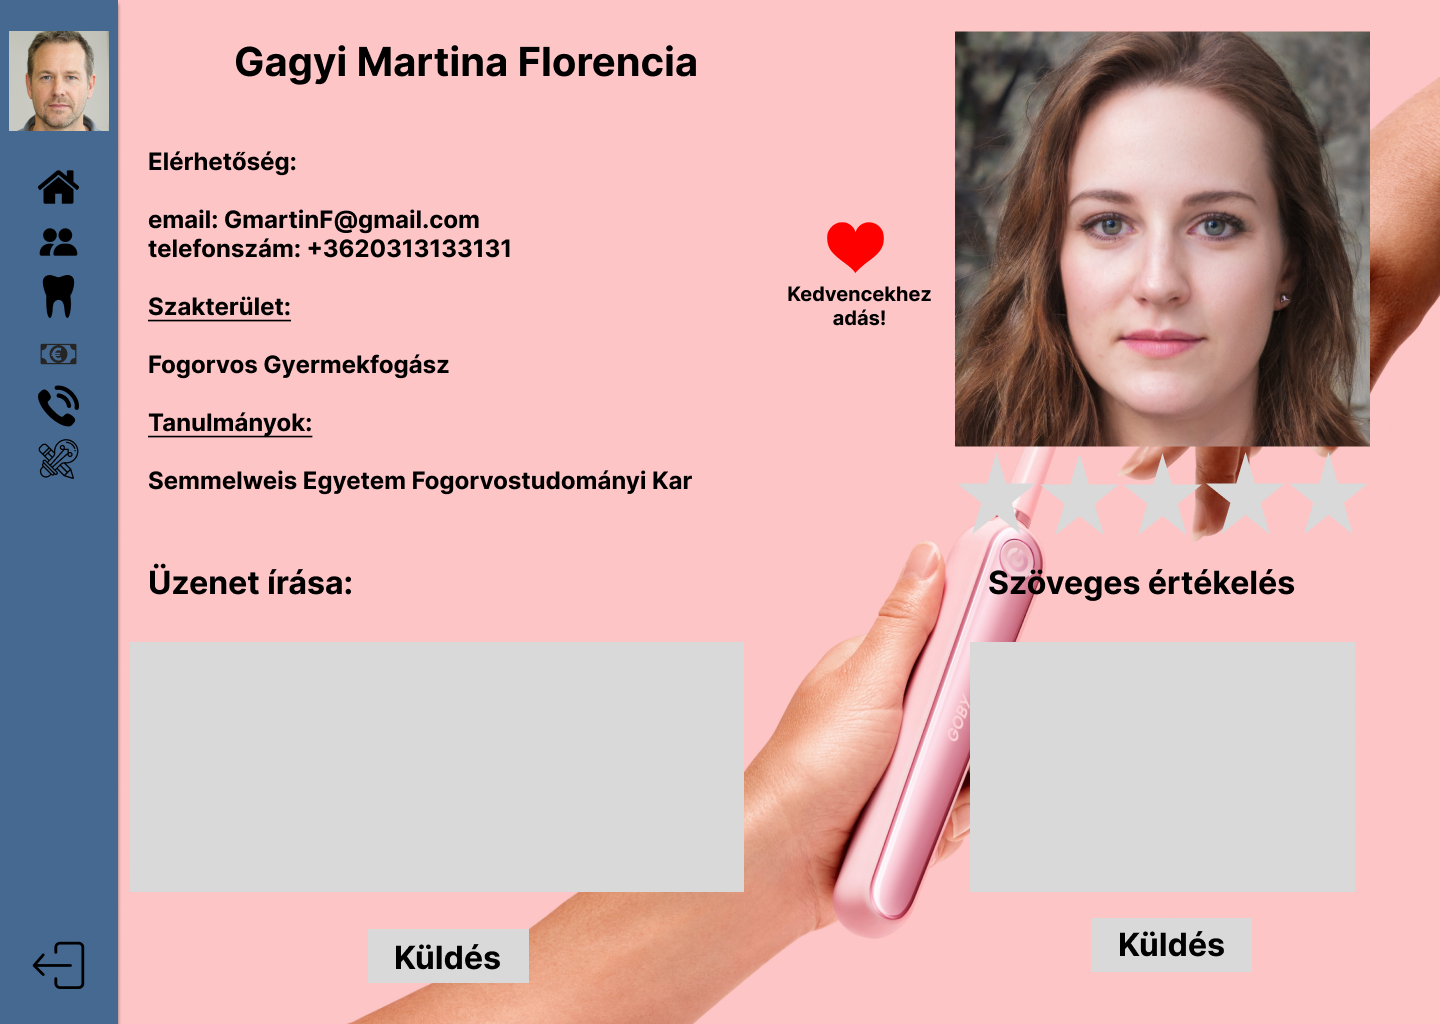 Gagyi Martina Florencia
Elérhetőség:
email: GmartinF@gmail.com
telefonszám: +3620313133131
Szakterület:
Fogorvos Gyermekfogász
Tanulmányok:
Semmelweis Egyetem Fogorvostudományi Kar
Kedvencekhez
adás!
Üzenet írása:
Küldés
Szöveges értékelés
GOBY
Küldés